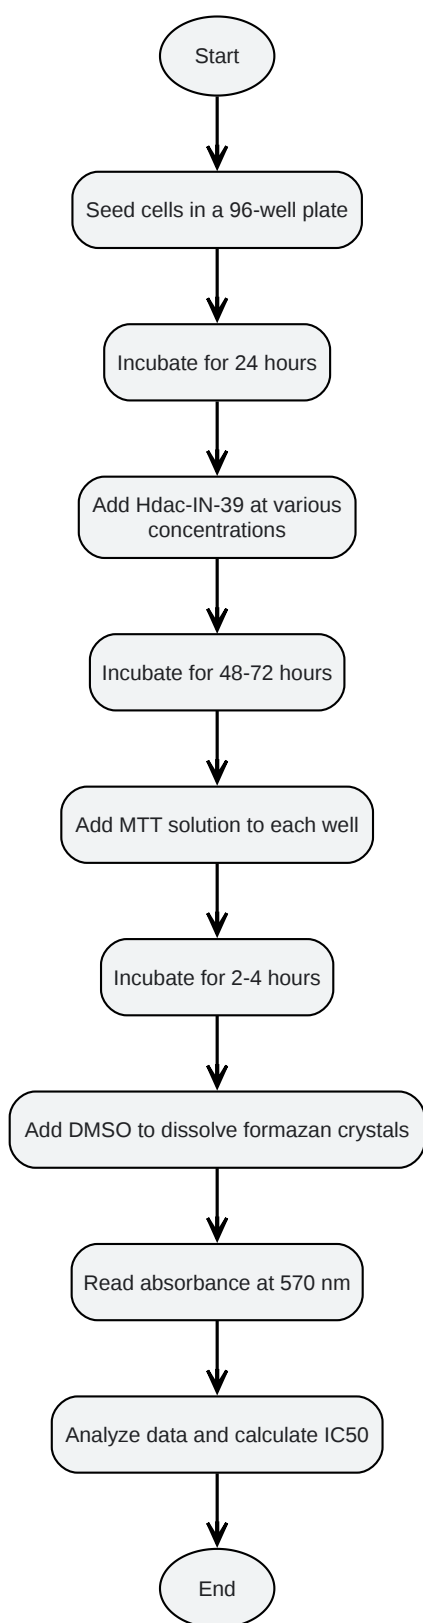 Start
Seed cells in a 96-well plate
Incubate for 24 hours
Add Hdac-IN-39 at various
concentrations
Incubate for 48-72 hours
Add MTT solution to each well
Incubate for 2-4 hours
Add DMSO to dissolve formazan crystals
Read absorbance at 570 nm
Analyze data and calculate IC50
End